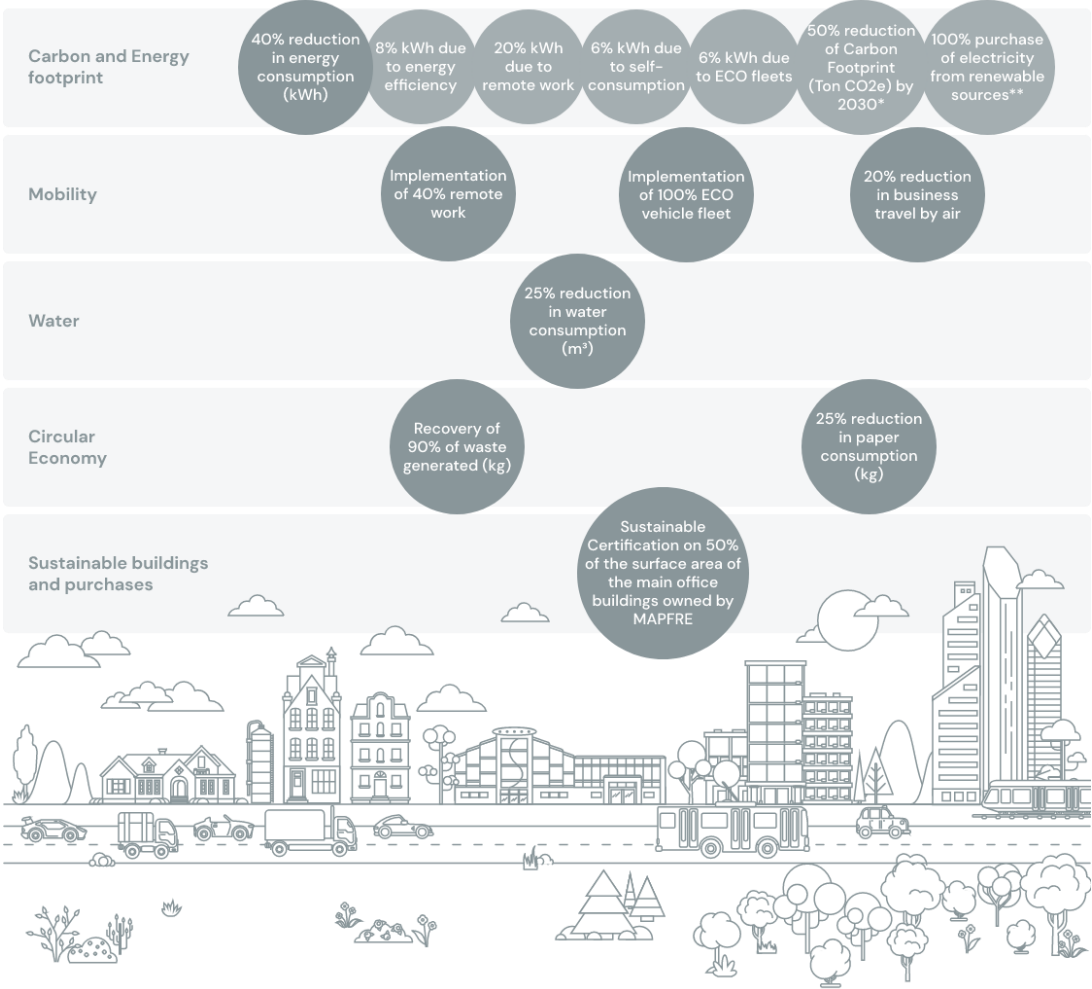 Carbon and Energy
footprint
40% reduction
in energy
consumption
(kWh)
8% kWh due
to energy
efficiency
20% kWh
due to
remote work
6% kWh due
to self-
consumption
6% kWh due
to ECO fleets
50% reduction
of Carbon
Footprint
(Ton CO2e) by
2030*
100% purchase
of electricity
from renewable
sources**
Mobility
Implementation
of 40% remote
work
Implementation
of 100% ECO
vehicle fleet
20% reduction
in business
travel by air
Water
25% reduction
in water
consumption
(m³)
Circular
Economy
Recovery of
90% of waste
generated (kg)
25% reduction
in paper
consumption
(kg)
Sustainable buildings
and purchases
Sustainable
Certification on 50%
of the surface area of
the main office
buildings owned by
MAPFRE